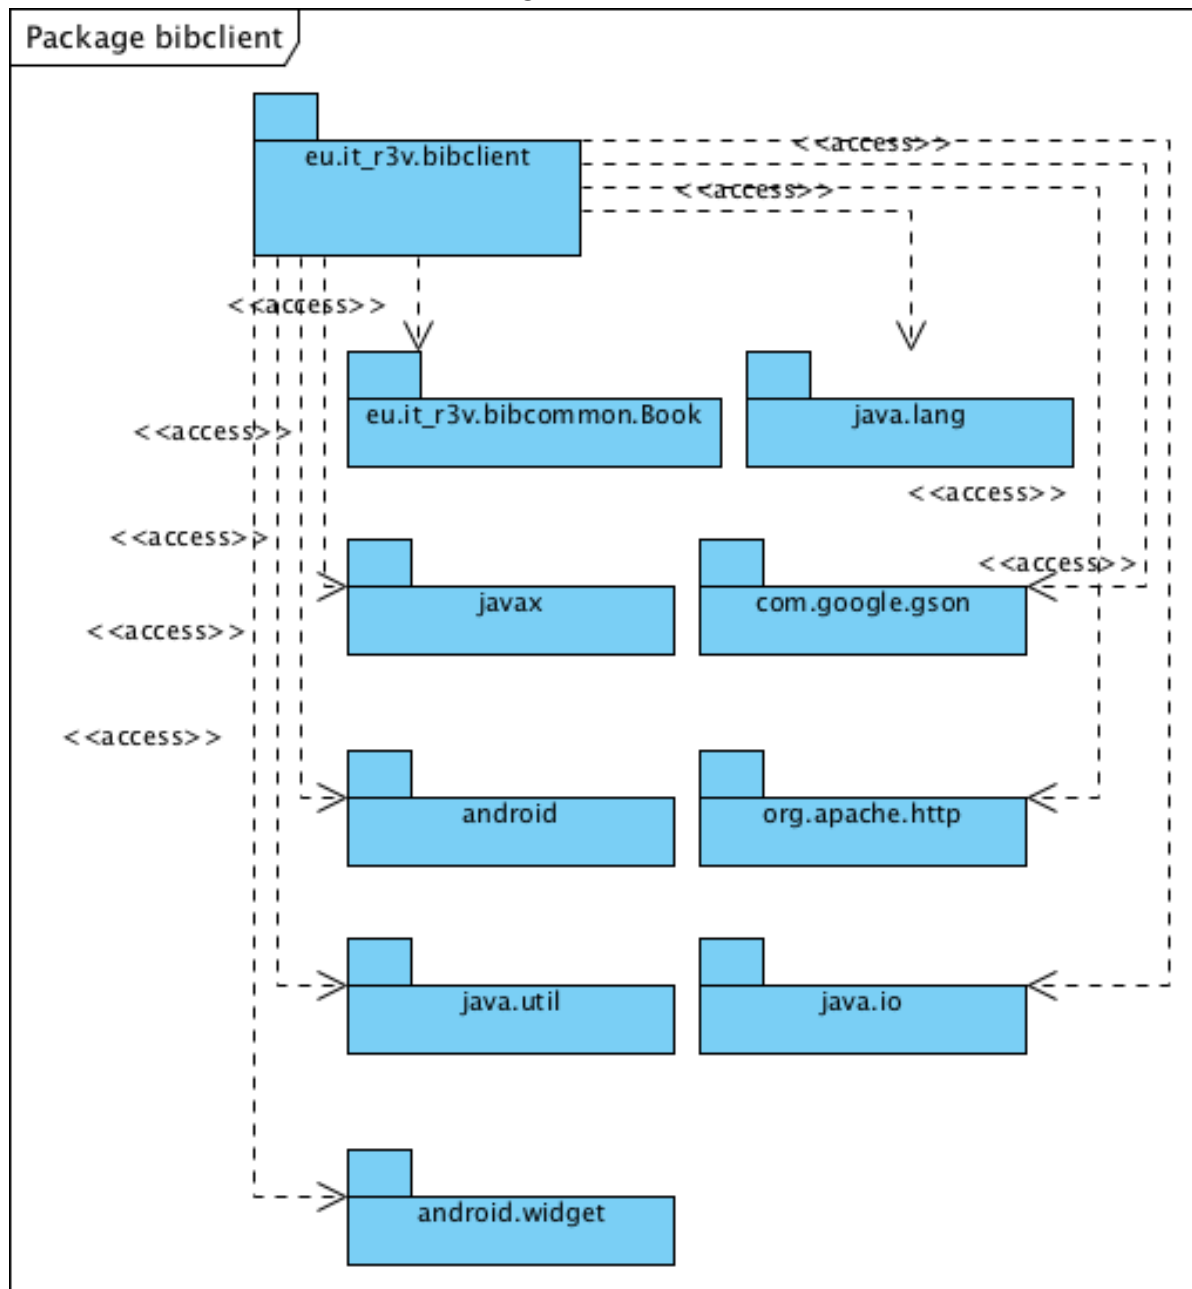 Package bibclient
<<access>>
eu.it_r3v.bibclient
<<access>>
<<access>>
eu.it_r3v.bibcommon.Book
java.lang
<<access>>
<<access>>
<<access>>
<<access>>
javax
com.google.gson
<<access>>
<<access>>
android
org.apache.http
java.util
java.io
android.widget